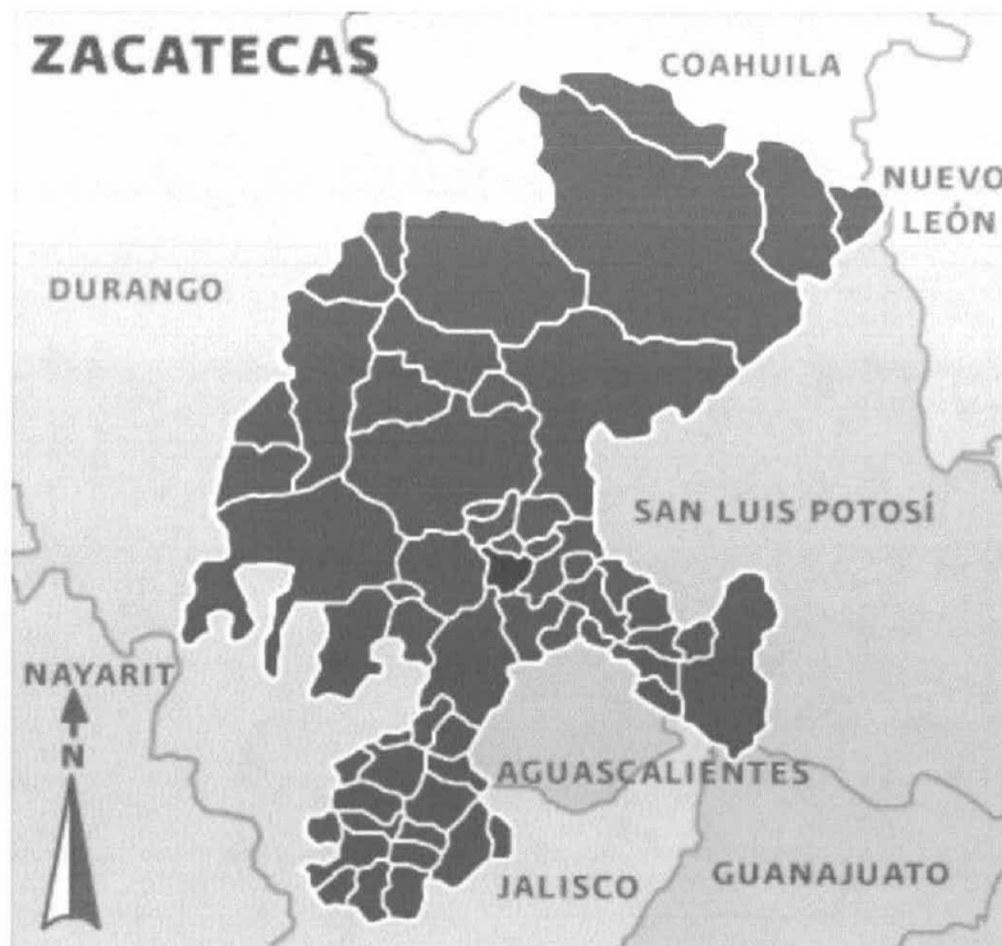 ZACATECAS
COAHUILA
NUEVO
LEÓN
DURANGO
SAN LUIS POTOSÍ
NAYARIT
N
AGUASCALIENTES
JALISCO
GUANAJUATO